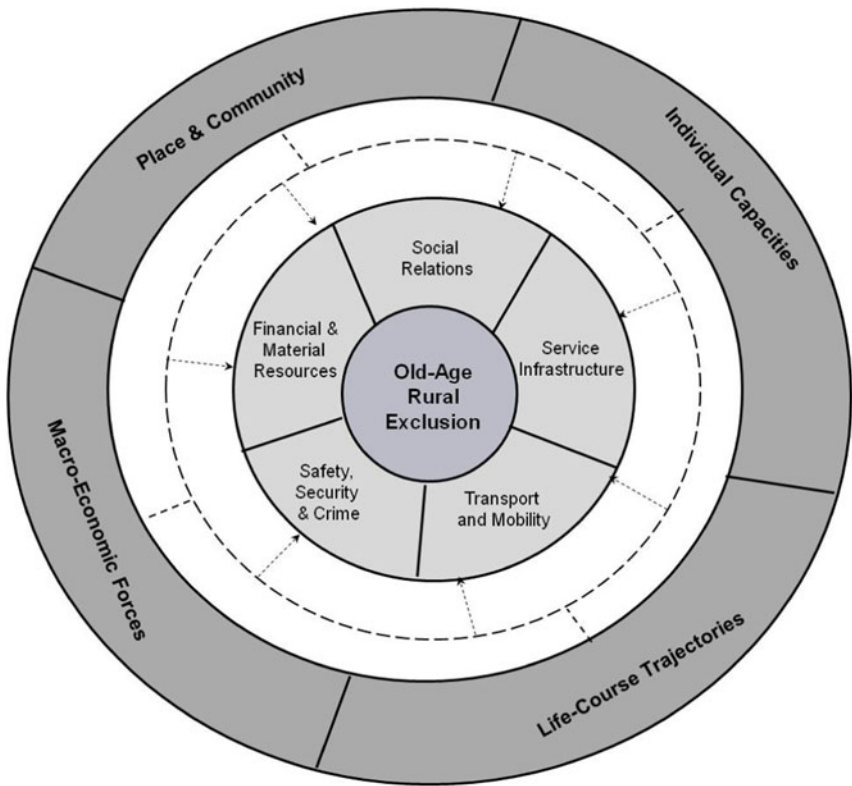 Place & Community
Individual Capacities
Social
Relations
Financial &
Material
Resources
Service
Infrastructure
Old-Age
Rural
Exclusion
Safety,
Security
& Crime
Transport
and Mobility
Macro-Economic Forces
Life-Course Trajectories